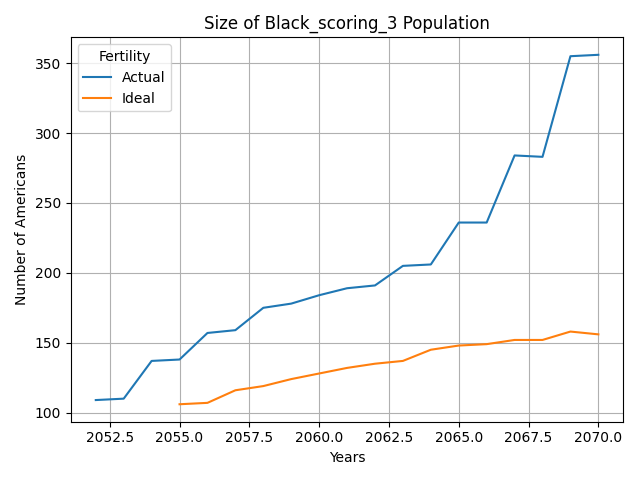 Size of Black_scoring_3 Population
Fertility
Actual
Ideal
Number of Americans
350
300
250
200
150
100
2052.5 2055.0 2057.5 2060.0 2062.5 2065.0 2067.5 2070.0
Years